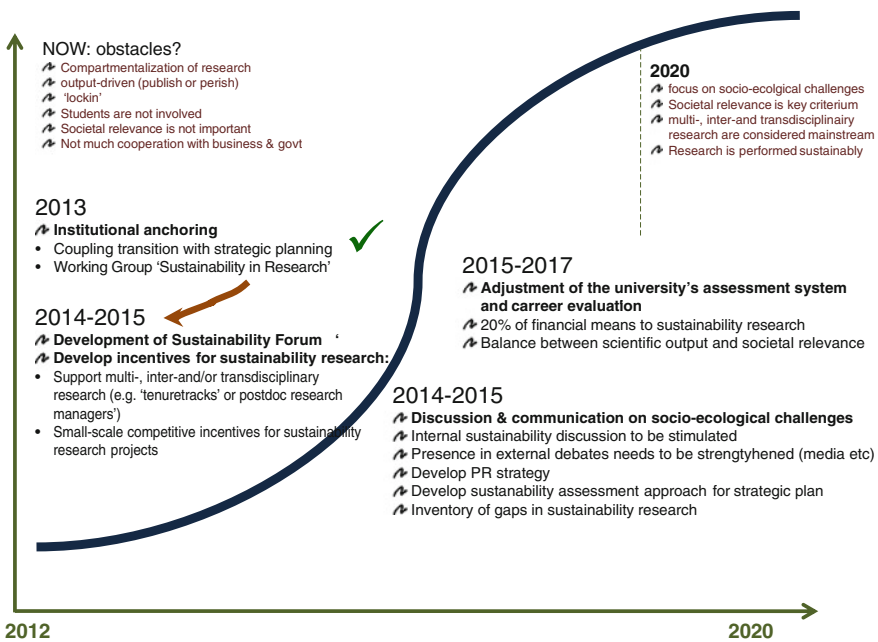 NOW: obstacles?
Compartmentalization of research
output-driven (publish or perish)
‘lockin’
Students are not involved
Societal relevance is not important
Not much cooperation with business & govt
2013
Institutional anchoring
• Coupling transition with strategic planning
• Working Group ‘Sustainability in Research’
2014-2015
Development of Sustainability Forum ‘
Develop incentives for sustainability research:
• Support multi-, inter-and/or transdisciplinary
research (e.g. ‘tenuretracks’ or postdoc research
managers’)
• Small-scale competitive incentives for sustainability
research projects
2020
focus on socio-ecolgical challenges
Societal relevance is key criterium
multi-, inter-and transdisciplinairy
research are considered mainstream
Research is performed sustainably
2015-2017
Adjustment of the university’s assessment system
and carreer evaluation
20% of financial means to sustainability research
Balance between scientific output and societal relevance
2014-2015
Discussion & communication on socio-ecological challenges
Internal sustainability discussion to be stimulated
Presence in external debates needs to be strengtyhened (media etc)
Develop PR strategy
Develop sustanability assessment approach for strategic plan
Inventory of gaps in sustainability research
2012
2020